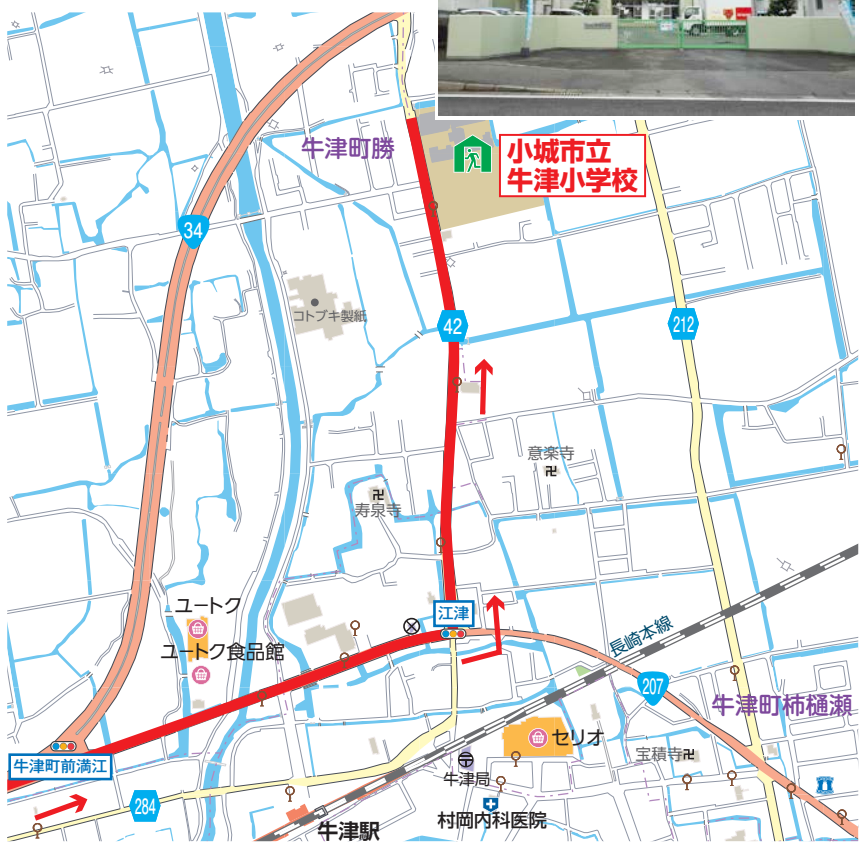 牛津町勝
小城市立
牛津小学校
34
コトブキ製紙
42
212
意楽寺
寿泉寺
ユートク
江津
ユートク食品館
長崎本線
207
牛津町柿樋瀬
セリオ
宝積寺
牛津町前満江
牛津局
284
村岡内科医院
牛津駅